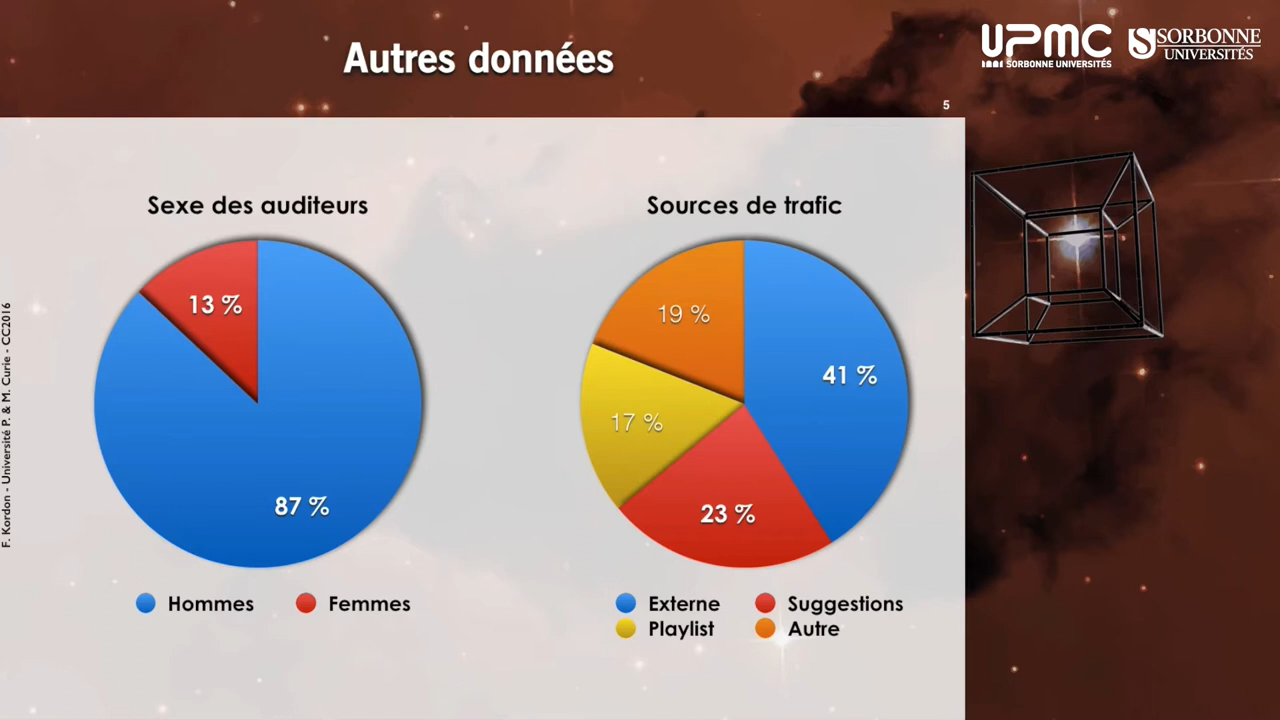 Autres données
UPMC
SORBONNE UNIVERSITÉS
SORBONNE
UNIVERSITÉS
5
Sexe des auditeurs
13 %
87 %
Hommes
Femmes
Sources de trafic
19 %
41 %
17 %
23 %
Externe
Suggestions
Playlist
Autre
F. Kordon - Université P. & M. Curie - CC2016